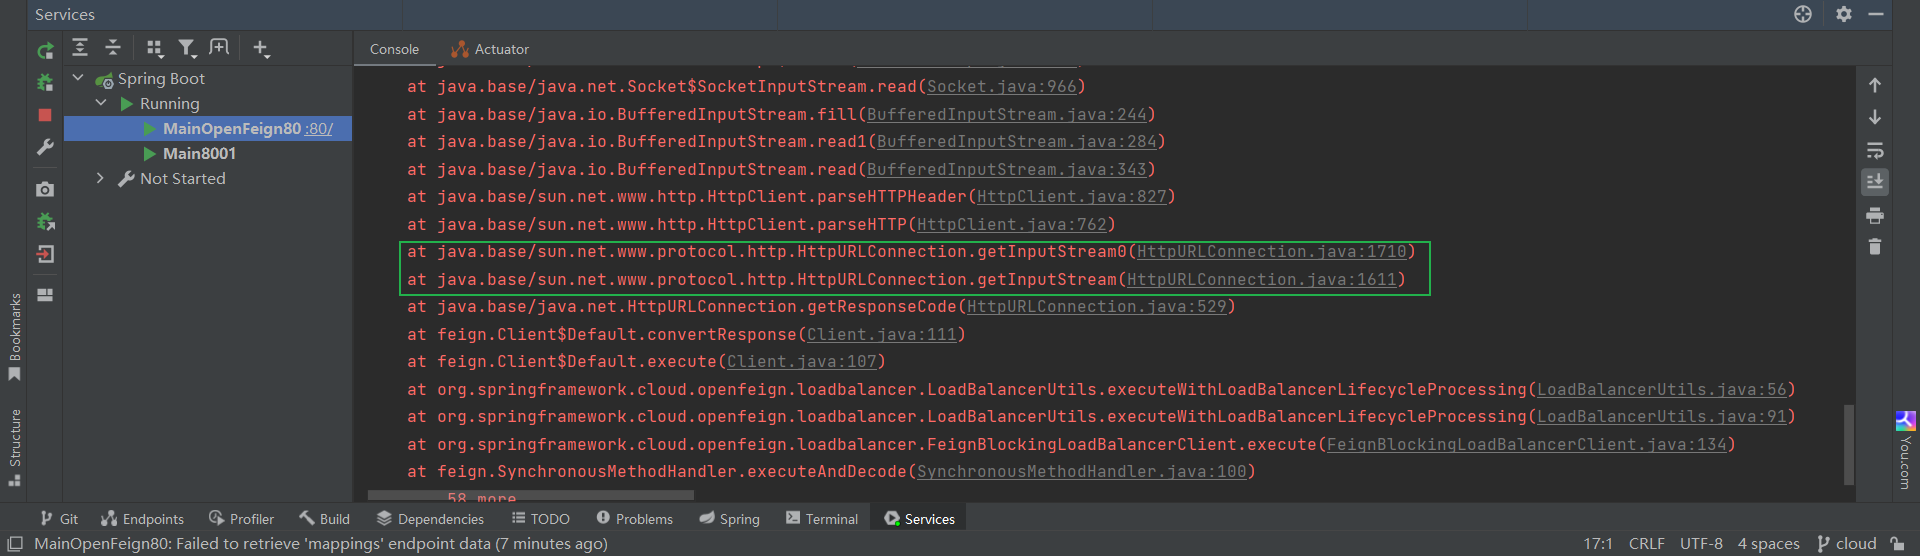 Services
Console
Actuator
Spring Boot
Running
MainOpenFeign80 :80/
Main8001
Not Started
at java.base/java.net.Socket$SocketInputStream.read(Socket.java:966)
at java.base/java.io.BufferedInputStream.fill(BufferedInputStream.java:244)
at java.base/java.io.BufferedInputStream.read1(BufferedInputStream.java:284)
at java.base/java.io.BufferedInputStream.read(BufferedInputStream.java:343)
at java.base/sun.net.www.http.HttpClient.parseHTTPHeader(HttpClient.java:827)
at java.base/sun.net.www.http.HttpClient.parseHTTP(HttpClient.java:762)
at java.base/sun.net.www.protocol.http.HttpURLConnection.getInputStream0(HttpURLConnection.java:1710)
at java.base/sun.net.www.protocol.http.HttpURLConnection.getInputStream(HttpURLConnection.java:1611)
at java.base/java.net.HttpURLConnection.getResponseCode(HttpURLConnection.java:529)
at feign.Client$Default.convertResponse(Client.java:111)
at feign.Client$Default.execute(Client.java:107)
at org.springframework.cloud.openfeign.loadbalancer.LoadBalancerUtils.executeWithLoadBalancerLifecycleProcessing(LoadBalancerUtils.java:56)
at org.springframework.cloud.openfeign.loadbalancer.LoadBalancerUtils.executeWithLoadBalancerLifecycleProcessing(LoadBalancerUtils.java:91)
at org.springframework.cloud.openfeign.loadbalancer.FeignBlockingLoadBalancerClient.execute(FeignBlockingLoadBalancerClient.java:134)
at feign.SynchronousMethodHandler.executeAndDecode(SynchronousMethodHandler.java:100)
58 more
Bookmarks
Structure
You.com
Git
Endpoints
Profiler
Build
Dependencies
TODO
Problems
Spring
Terminal
Services
MainOpenFeign80: Failed to retrieve 'mappings' endpoint data (7 minutes ago)
17:1
CRLF
UTF-8
4 spaces
cloud